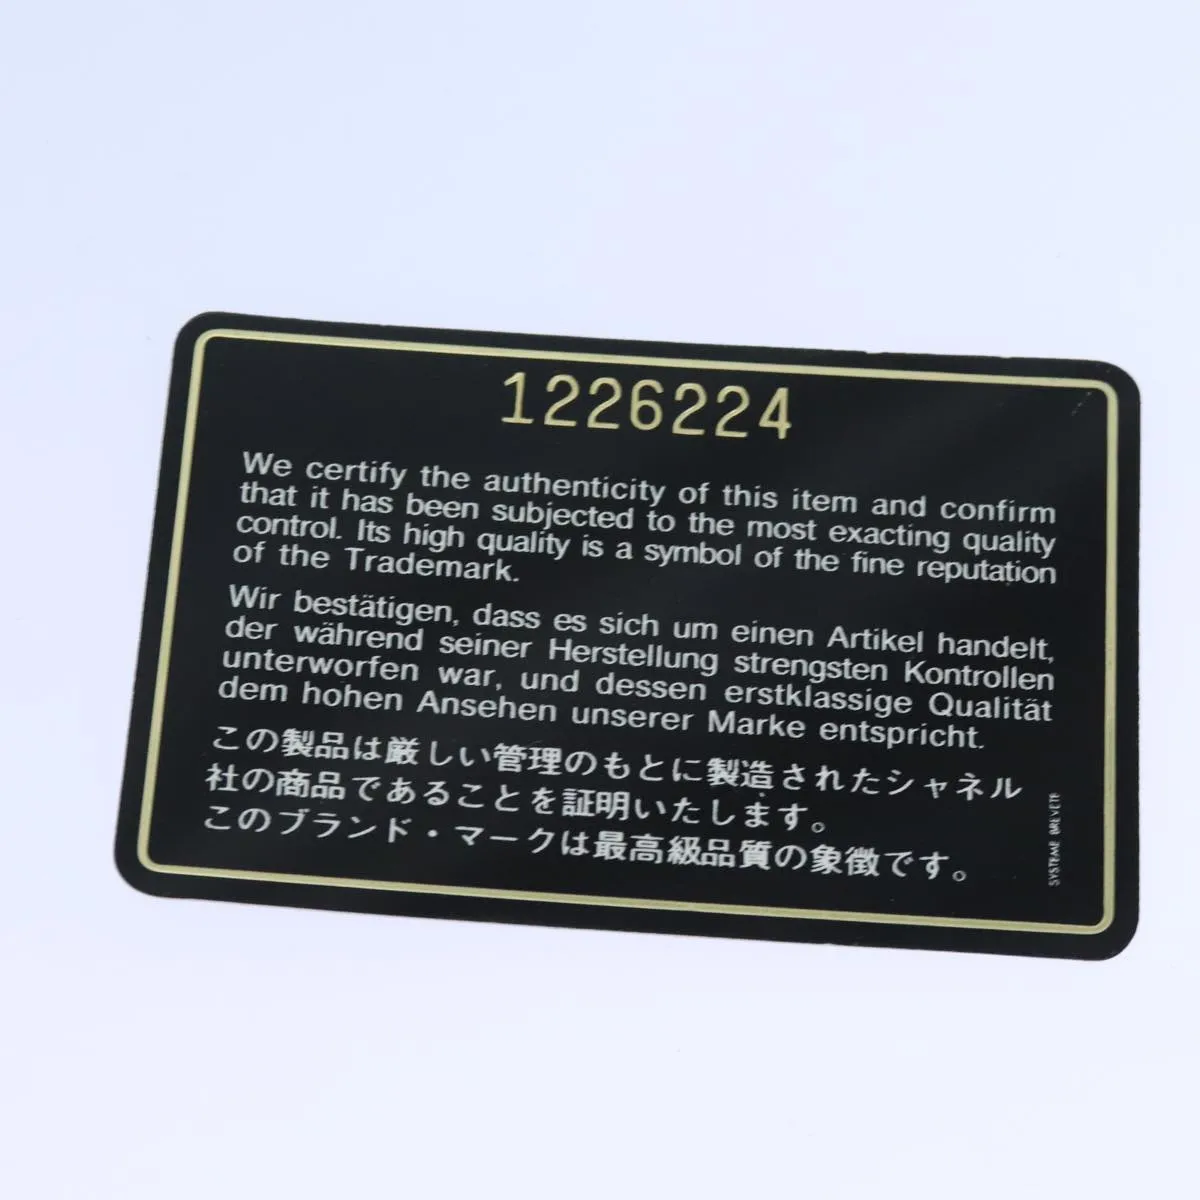 1226224
We certify the authenticity of this item and confirm
that it has been subjected to the most exacting quality
control. Its high quality is a symbol of the fine reputation
of the Trademark.
Wir bestätigen, dass es sich um einen Artikel handelt,
der während seiner Herstellung strengsten Kontrollen
unterworfen war, und dessen erstklassige Qualität
dem hohen Ansehen unserer Marke entspricht.
この製品は厳しい管理のもとに製造されたシャネル
社の商品であることを証明いたします。
このブランド・マークは最高級品質の象徴です。
SYSTEME BREVETE